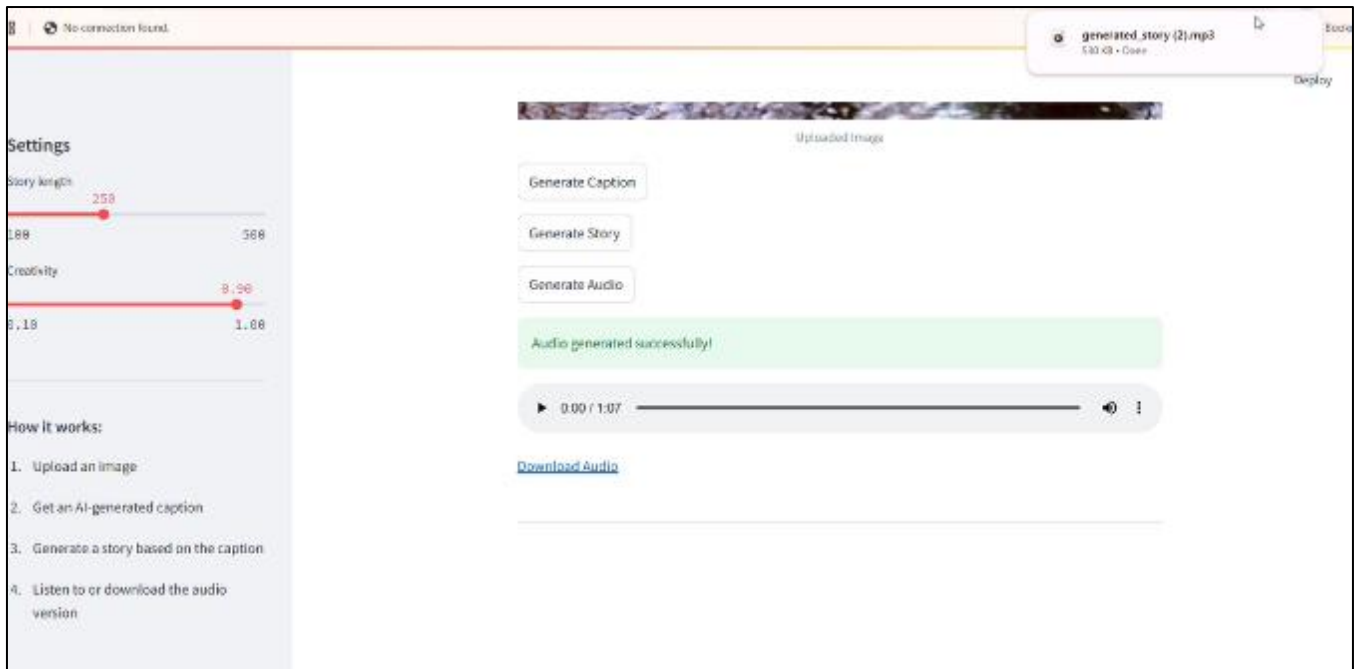 No connection found.
generated_story (2).mp3
530 KB • Done
Deploy
Settings
Story length
250
100 500
Creativity
0.90
0.10 1.00
How it works:
1. Upload an image
2. Get an AI-generated caption
3. Generate a story based on the caption
4. Listen to or download the audio
version
Uploaded Image
Generate Caption
Generate Story
Generate Audio
Audio generated successfully!
0:00 / 1:07
Download Audio